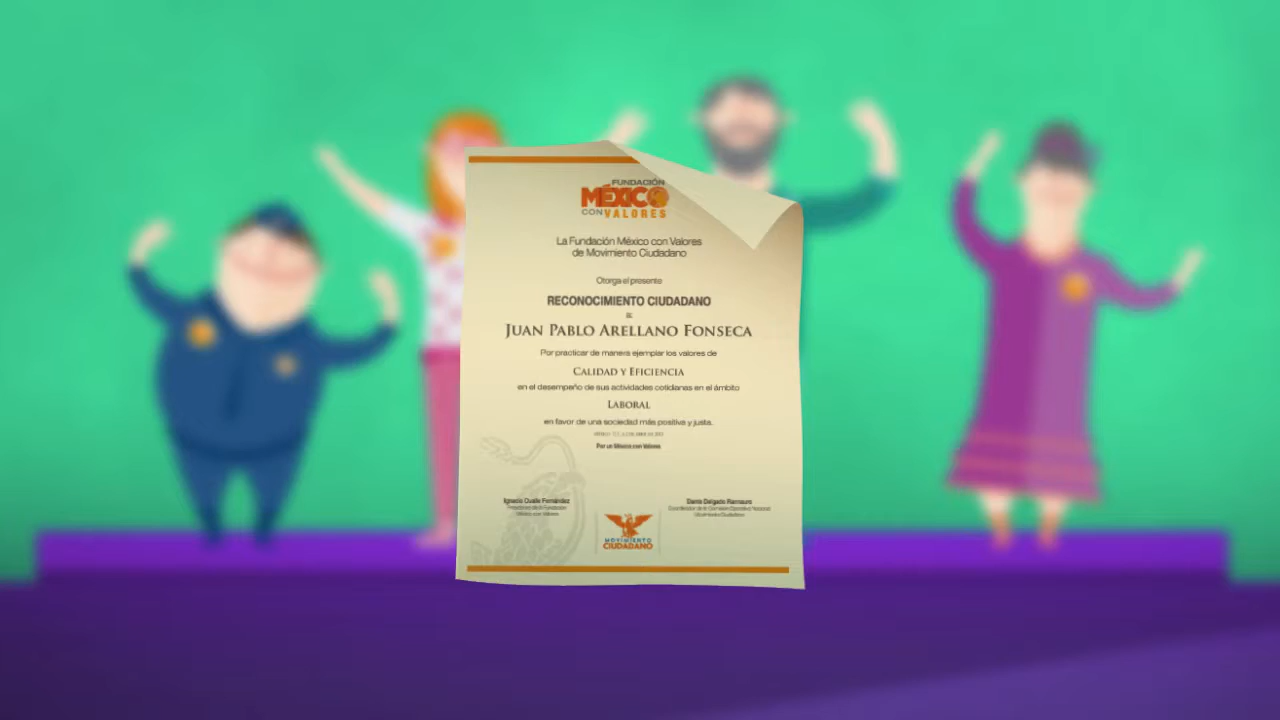 FUNDACIÓN
MÉXICO
CON VALORES
La Fundación México con Valores
de Movimiento Ciudadano
Otorga el presente
RECONOCIMIENTO CIUDADANO
JUAN PABLO ARELLANO FONSECA
Por practicar de manera ejemplar los valores de
CALIDAD Y EFICIENCIA
en el desempeño de sus actividades cotidianas en el ámbito
LABORAL
en favor de una sociedad más positiva y justa.
Por un México con Valores
Dante Delgado Rannauro
MOVIMIENTO
CIUDADANO